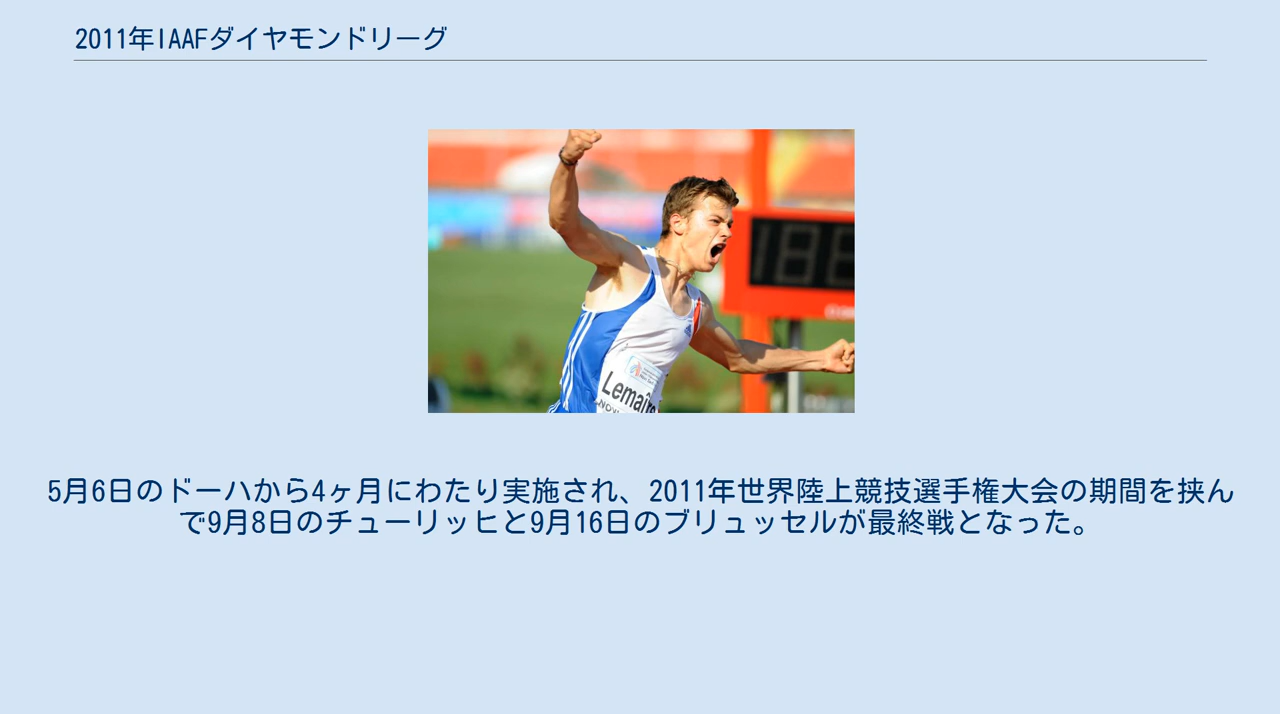 2011年IAAFダイヤモンドリーグ
188
Lemaitre
5月6日のドーハから4ヶ月にわたり実施され、2011年世界陸上競技選手権大会の期間を挟ん
で9月8日のチューリッヒと9月16日のブリュッセルが最終戦となった。